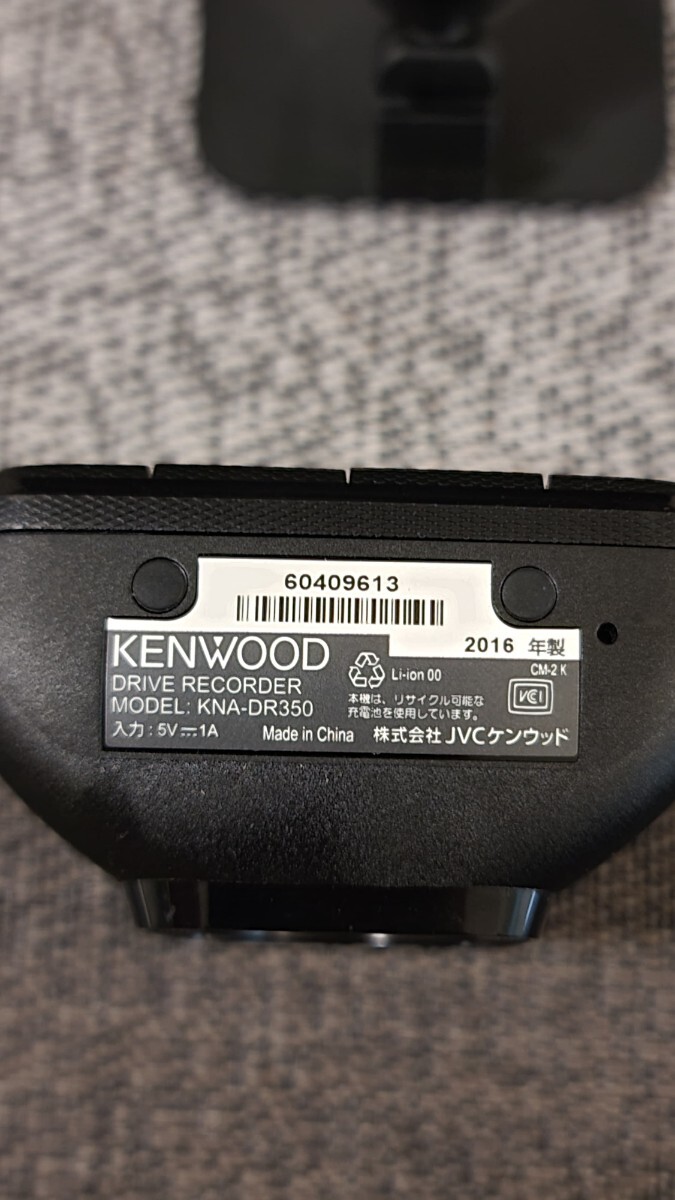 60409613
2016 年製
KENWOOD
DRIVE RECORDER
MODEL: KNA-DR350
入力 : 5V⎓1A
Li-ion 00
本機は、リサイクル可能な
充電池を使用しています。
CM-2 K
VCCI
Made in China 株式会社 JVCケンウッド